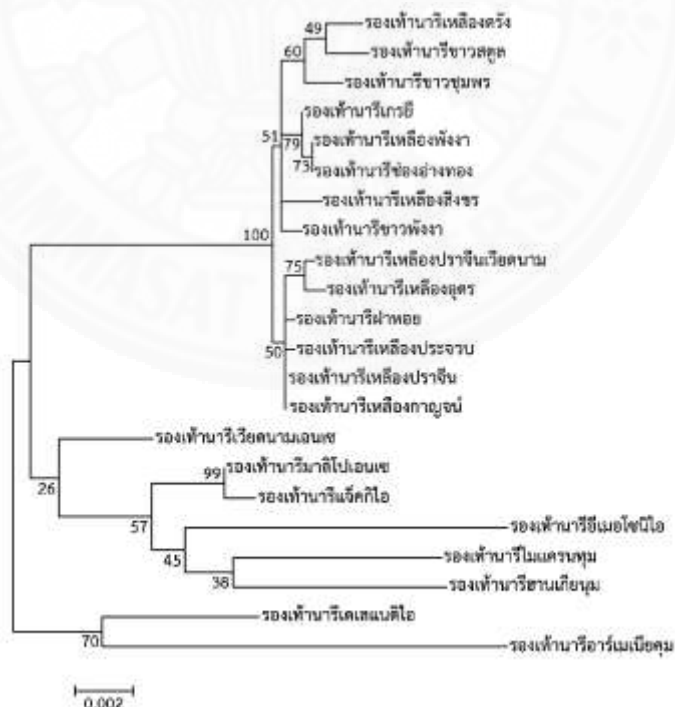 รองเท้านารีเหลืองตรัง
49
รองเท้านารีขาวสตูล
60
รองเท้านารีขาวชุมพร
รองเท้านารีเกรยี
51
รองเท้านารีเหลืองพังงา
79
73
รองเท้านารีช่องอ่างทอง
รองเท้านารีเหลืองสิงขร
รองเท้านารีขาวพังงา
100
รองเท้านารีเหลืองปราจีนเวียดนาม
75
รองเท้านารีเหลืองอุดร
รองเท้านารีฝาหอย
รองเท้านารีเหลืองประจวบ
50
รองเท้านารีเหลืองปราจีน
รองเท้านารีเหลืองกาญจน์
รองเท้านารีเวียดนามเอนเซ
รองเท้านารีมาลิโปเอนเซ
99
26
รองเท้านารีแจ็คกิไอ
57
รองเท้านารีอีเมอโซนิไอ
45
รองเท้านารีไมแครนทุม
38
รองเท้านารีฮานเกียนุม
รองเท้านารีเดเลแนติไอ
70
รองเท้านารีอาร์เมเนียคุม
0.002